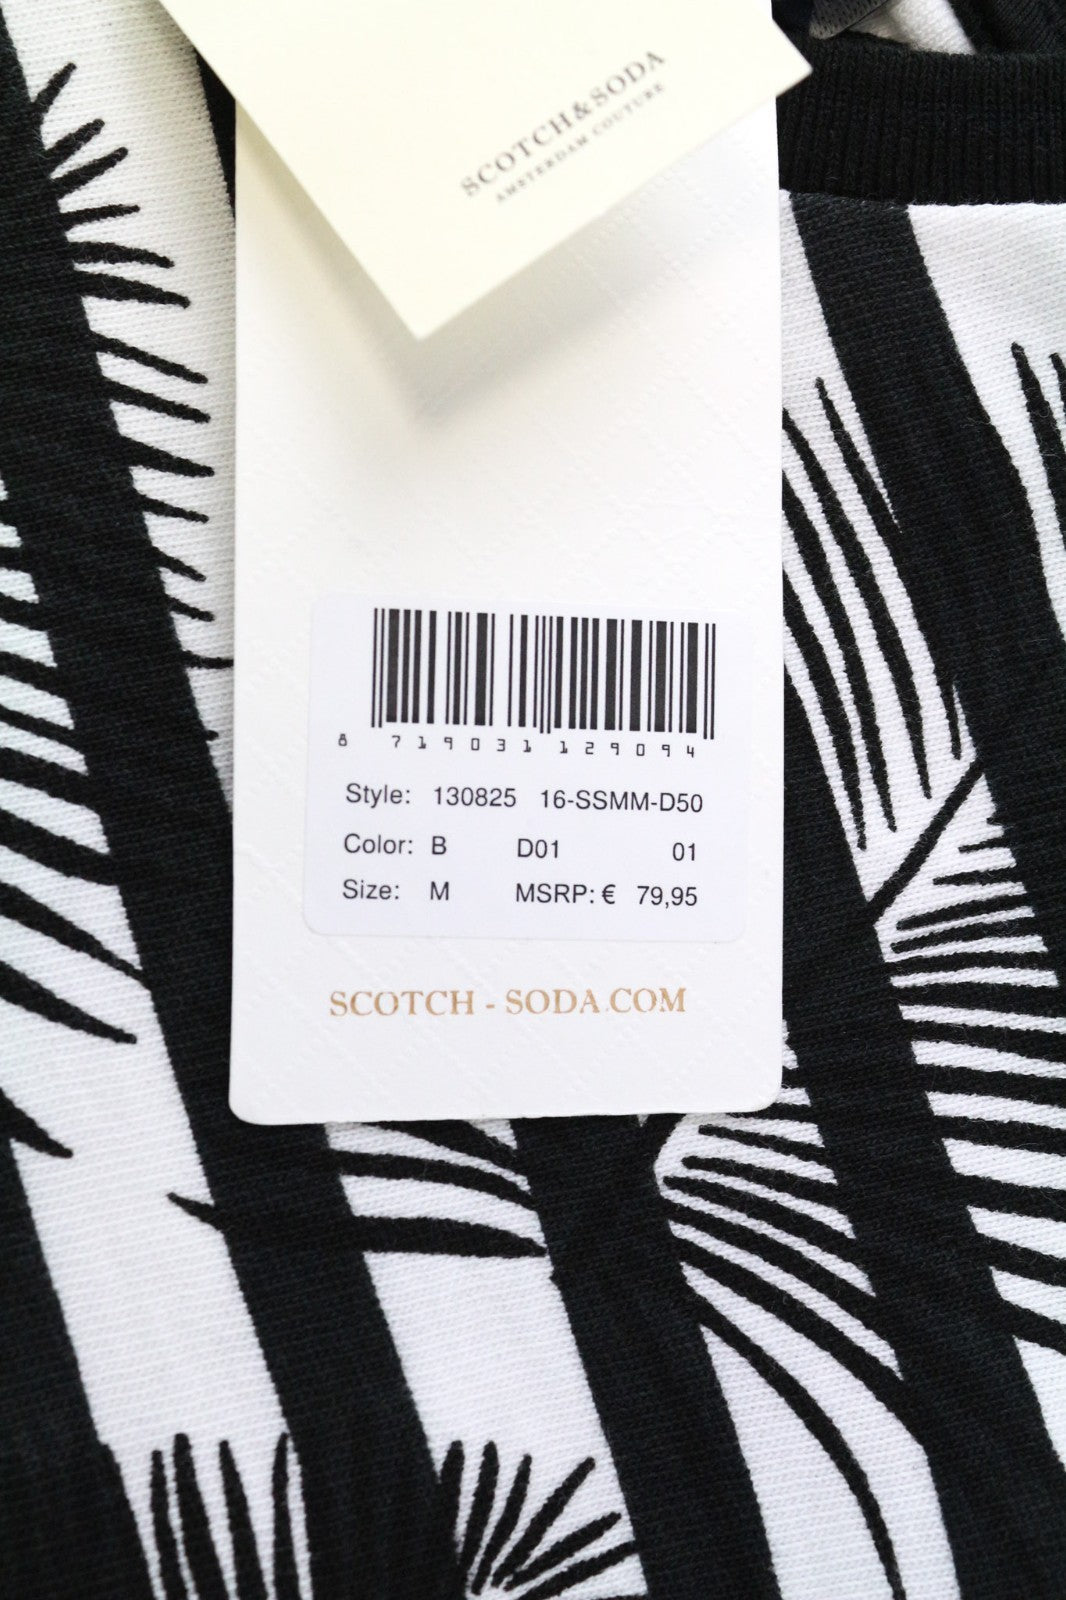 SCOTCH&SODA
AMSTERDAM COUTURE
8 719031 129094
Style: 130825 16-SSMM-D50
Color: B D01 01
Size: M MSRP: € 79,95
SCOTCH - SODA.COM